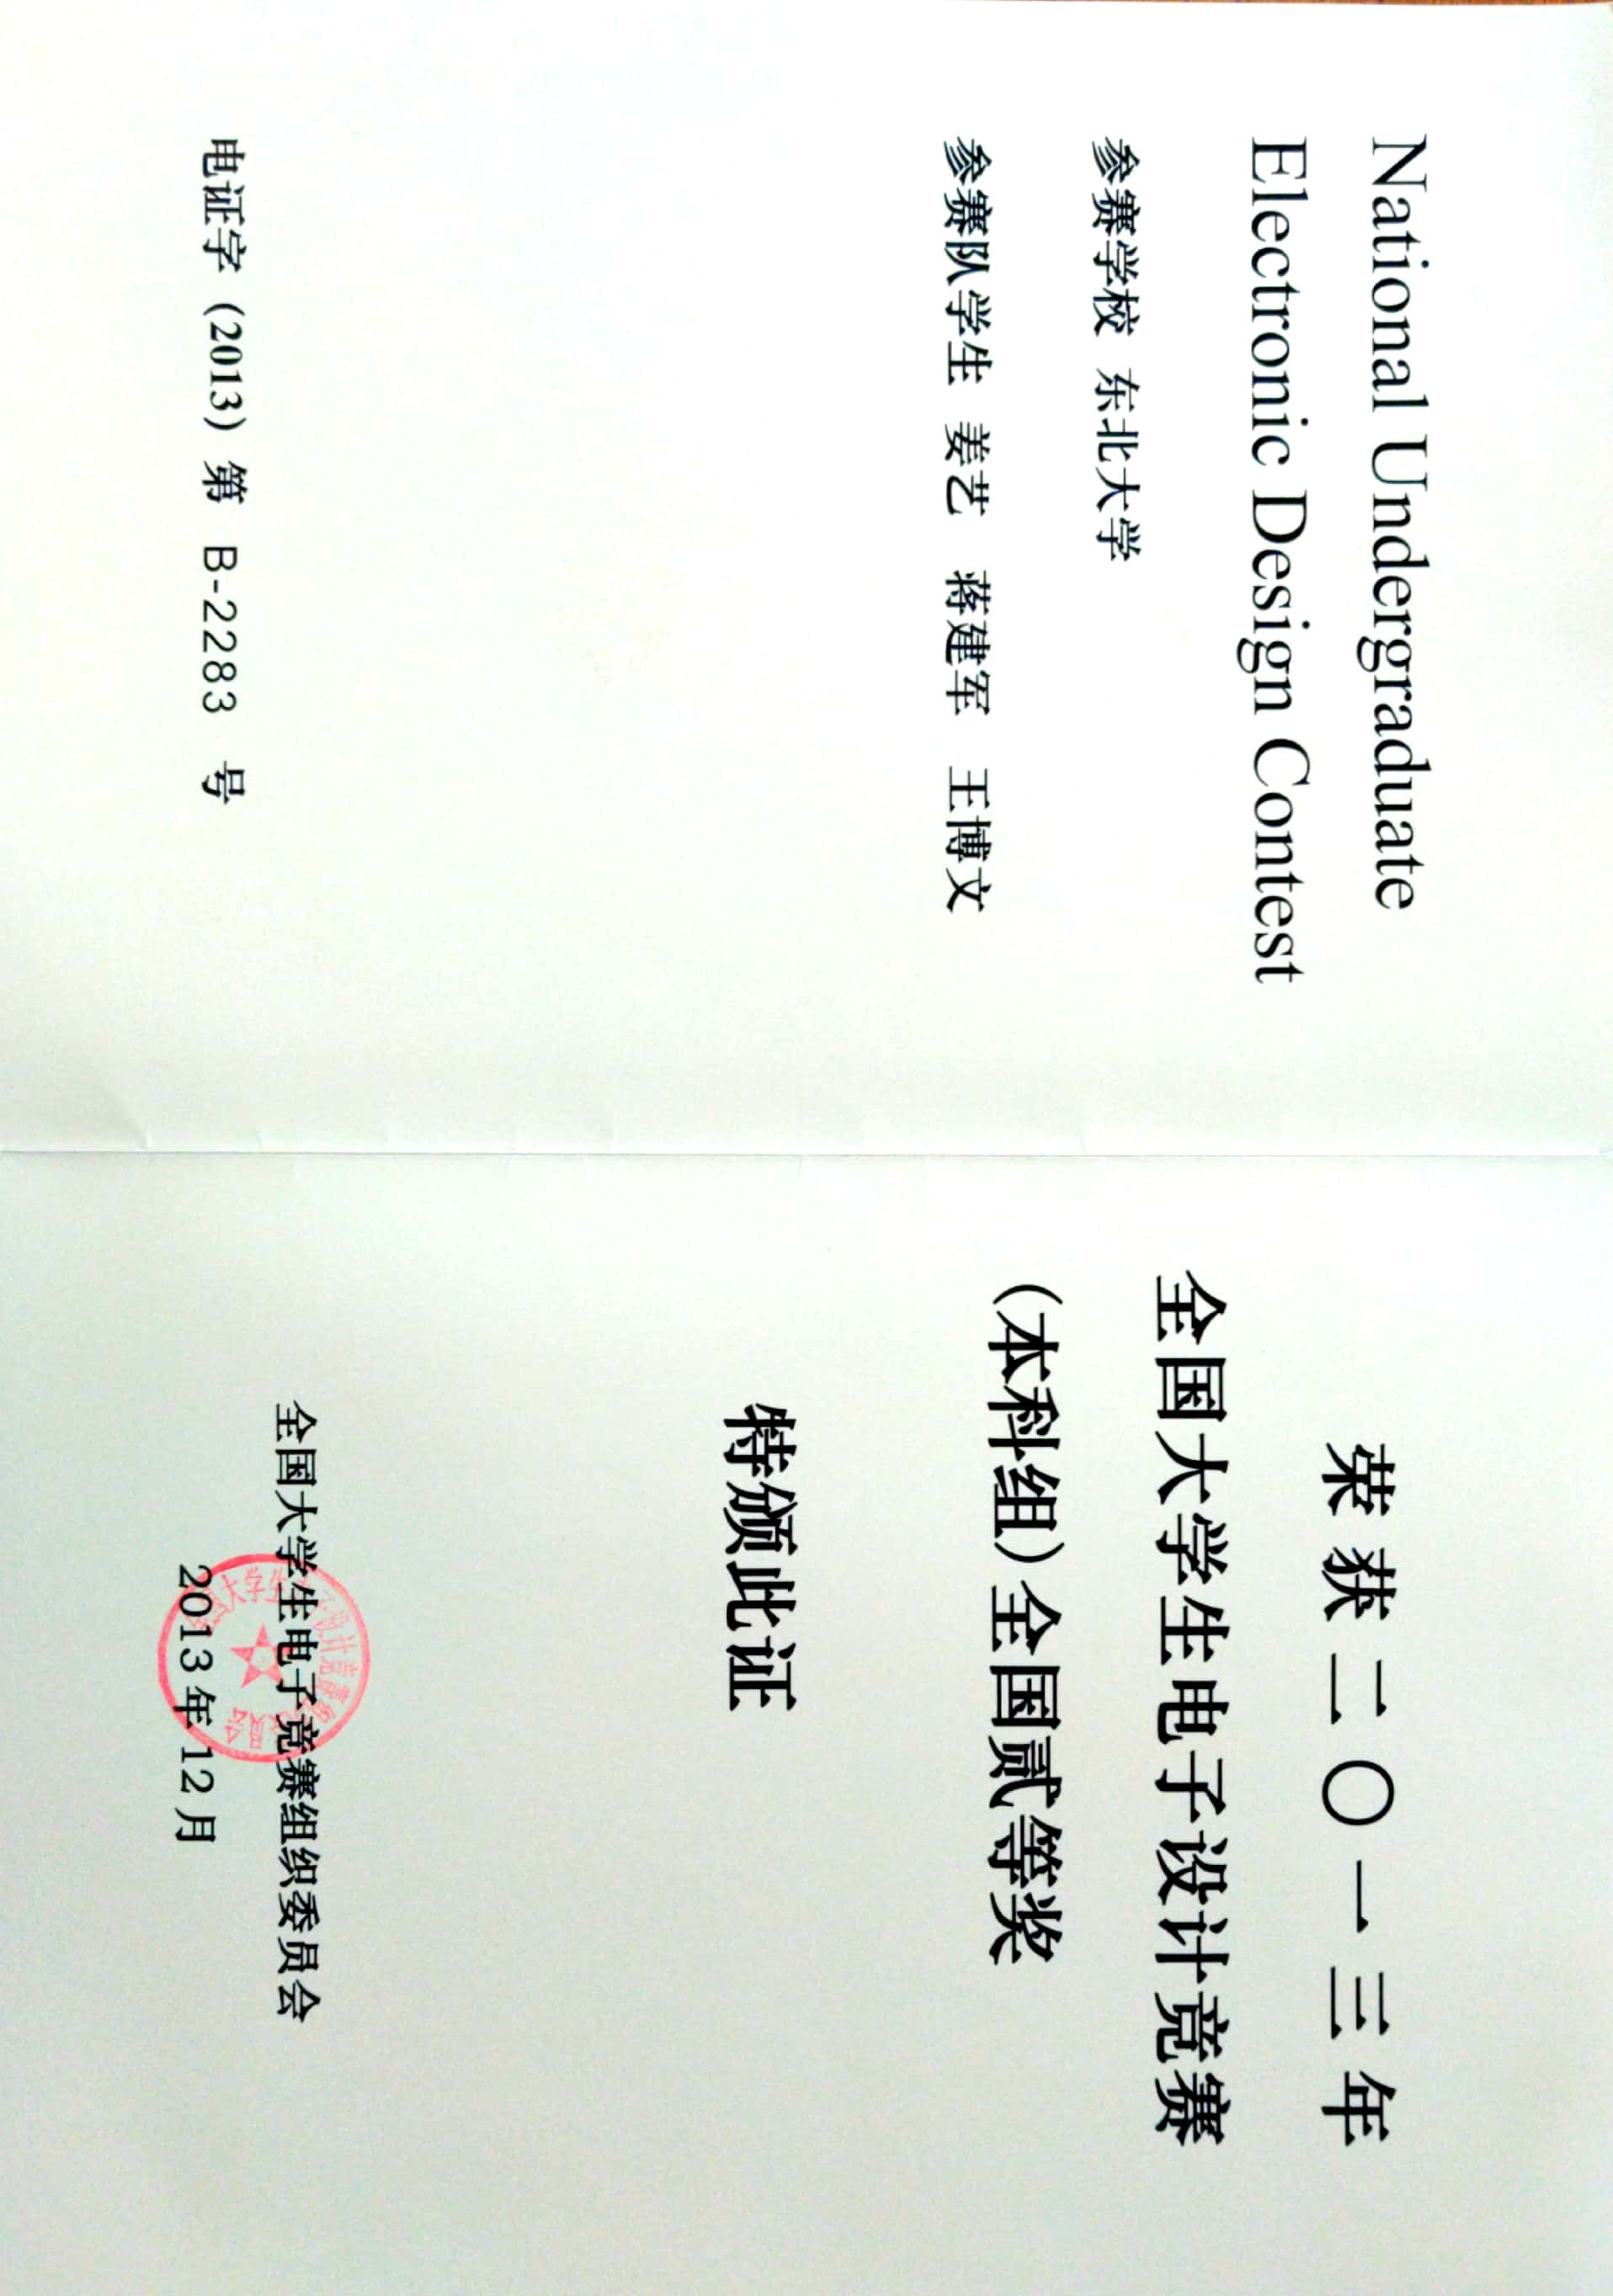 National Undergraduate
Electronic Design Contest
参赛学校 东北大学
参赛队学生 姜艺 蒋建军 王博文
电证字（2013）第 B-2283 号
荣获二〇一三年
全国大学生电子设计竞赛
（本科组）全国贰等奖
特颁此证
全国大学生电子竞赛组织委员会
2013年12月